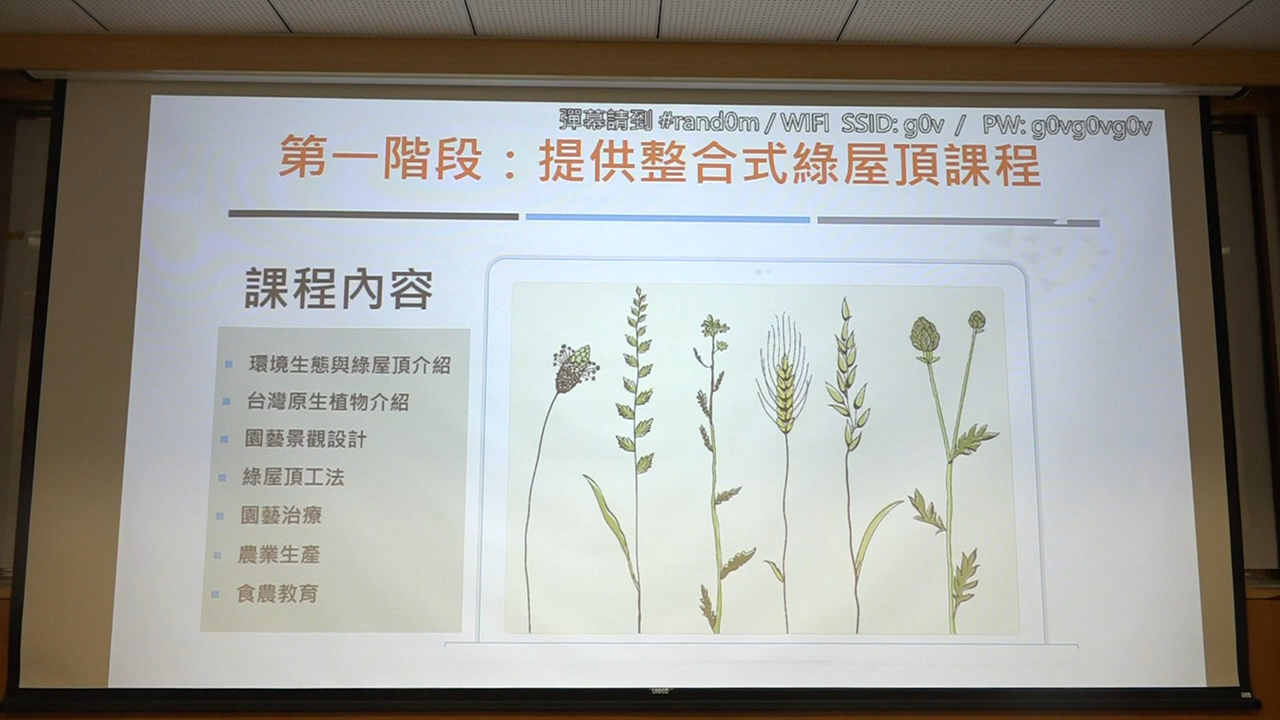 彈幕請到 #rand0m / WIFI SSID: g0v / PW: g0vg0vg0v
第一階段：提供整合式綠屋頂課程
課程內容
環境生態與綠屋頂介紹
台灣原生植物介紹
園藝景觀設計
綠屋頂工法
園藝治療
農業生產
食農教育